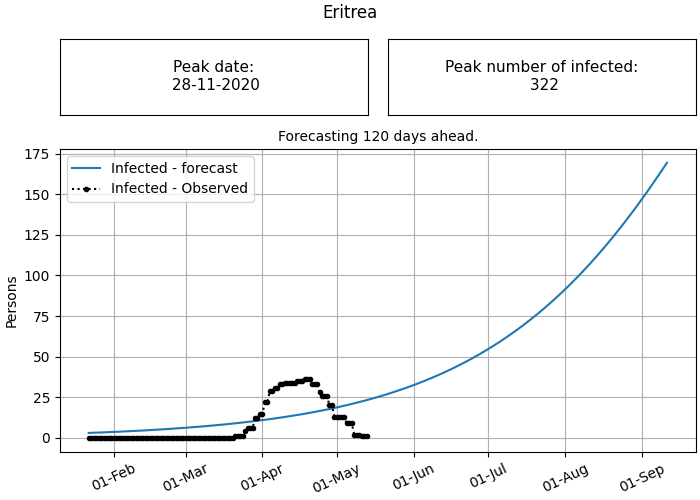 Eritrea
Peak date:
28-11-2020
Peak number of infected:
322
Forecasting 120 days ahead.
Infected - forecast
Infected - Observed
Persons
175
150
125
100
75
50
25
0
01-Feb
01-Mar
01-Apr
01-May
01-Jun
01-Jul
01-Aug
01-Sep